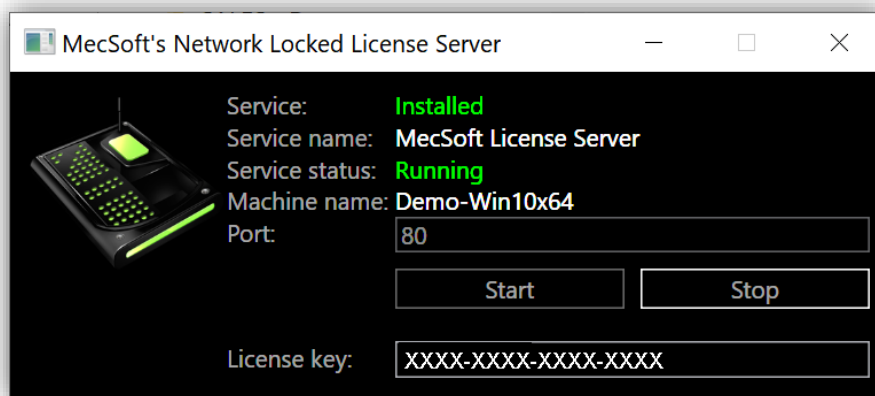 MecSoft's Network Locked License Server
Service: Installed
Service name: MecSoft License Server
Service status: Running
Machine name: Demo-Win10x64
Port: 80
Start Stop
License key: XXXX-XXXX-XXXX-XXXX